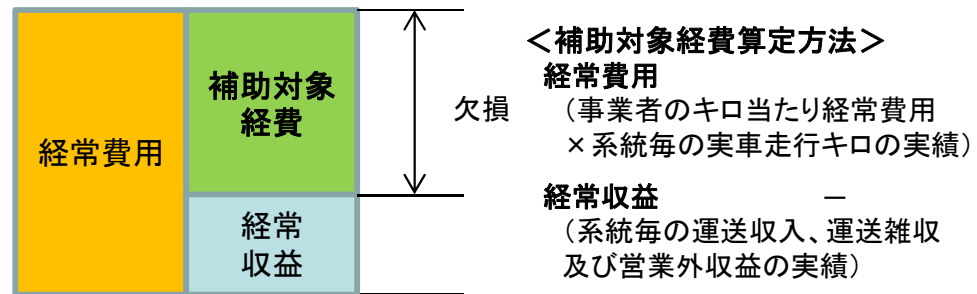 経常費用
補助対象
経費
経常
収益
欠損
＜補助対象経費算定方法＞
経常費用
（事業者のキロ当たり経常費用
×系統毎の実車走行キロの実績）
経常収益　－
（系統毎の運送収入、運送雑収
及び営業外収益の実績）